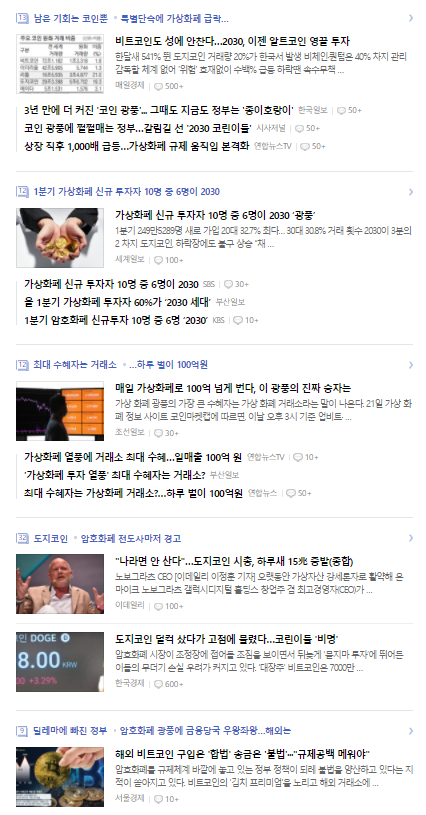 13 남은 기회는 코인뿐 • 특별단속에 가상화폐 급락...
비트코인도 성에 안찬다...2030, 이젠 알트코인 영끌 투자
한달새 541% 뛴 도지코인 거래량 20%가 한국서 발생 비체인·퀀텀은 40% 차지 관리
감독할 체계 없어 '위험' 호재없이 수백% 급등 하락땐 속수무책 ...
매일경제 500+
3년 만에 더 커진 '코인 광풍'... 그때도 지금도 정부는 '종이호랑이' 한국일보 50+
코인 광풍에 쩔쩔매는 정부...갈림길 선 '2030 코린이들' 시사저널 50+
상장 직후 1,000배 급등...가상화폐 규제 움직임 본격화 연합뉴스TV 50+
12 1분기 가상화폐 신규 투자자 10명 중 6명이 2030
가상화폐 신규 투자자 10명 중 6명이 2030 '광풍'
1분기 249만5289명 새로 가입 20대 32.7% 최다... 30대 30.8% 거래 횟수 2030이 3분의
2 차지 도지코인, 하락장에도 불구 상승 "재 ...
세계일보 100+
가상화폐 신규 투자자 10명 중 6명이 2030 SBS 30+
올 1분기 가상화폐 투자자 60%가 '2030 세대' 부산일보
1분기 암호화폐 신규투자 10명 중 6명 '2030' KBS 10+
12 최대 수혜자는 거래소 • ...하루 벌이 100억원
매일 가상화폐로 100억 넘게 번다, 이 광풍의 진짜 승자는
가상 화폐 광풍의 가장 큰 수혜자는 가상 화폐 거래소라는 말이 나온다. 21일 가상 화
폐 정보 사이트 코인마켓캡에 따르면, 이날 오후 3시 기준 업비트· ...
조선일보 30+
가상화폐 열풍에 거래소 최대 수혜...일매출 100억 원 연합뉴스TV 10+
'가상화폐 투자 열풍' 최대 수혜자는 거래소? 부산일보
최대 수혜자는 가상화폐 거래소?...하루 벌이 100억원 연합뉴스 50+
32 도지코인 • 암호화폐 전도사마저 경고
"나라면 안 산다"...도지코인 시총, 하루새 15兆 증발(종합)
노보그라츠 CEO [이데일리 이정훈 기자] 오랫동안 가상자산 강세론자로 활약해 온
마이크 노보그라츠 갤럭시디지털 홀딩스 창업주 겸 최고경영자(CEO)가 ...
이데일리 100+
인 DOGE
8.00 KRW
+3.29%
도지코인 덜컥 샀다가 고점에 물렸다...코린이들 '비명'
암호화폐 시장이 조정장에 접어들 조짐을 보이면서 뒤늦게 '묻지마 투자'에 뛰어든
이들의 무더기 손실 우려가 커지고 있다. '대장주' 비트코인은 7000만 ...
한국경제 600+
9 딜레마에 빠진 정부 • 암호화폐 광풍에 금융당국 우왕좌왕...해외는
해외 비트코인 구입은 '합법' 송금은 '불법'..."규제공백 메워야"
암호화폐를 규제체계 바깥에 놓고 있는 정부 정책이 되레 불법을 양산하고 있다는 지
적이 쏟아지고 있다. 비트코인의 '김치 프리미엄'을 노리고 해외 거래소에 ...
서울경제 10+